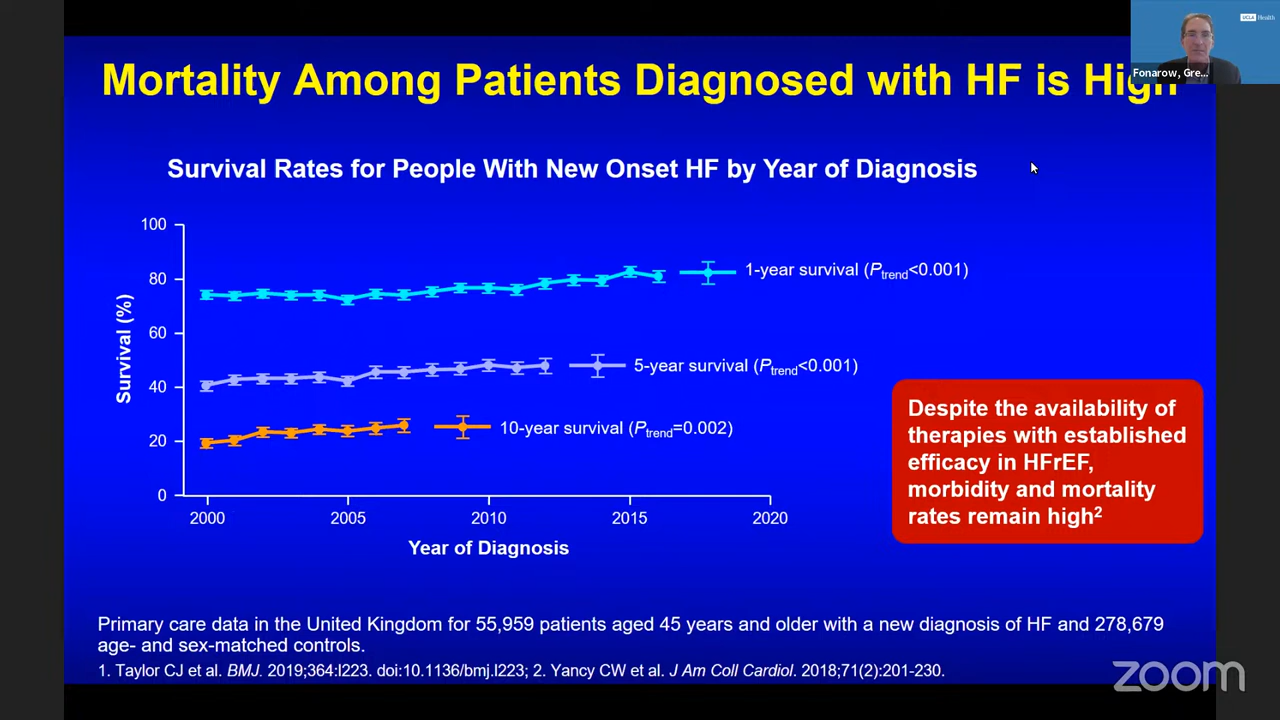 Mortality Among Patients Diagnosed with HF is High
UCLA Health
Fonarow, Gre...
Survival Rates for People With New Onset HF by Year of Diagnosis
100
80
60
40
20
0
Survival (%)
1-year survival (Ptrend<0.001)
5-year survival (Ptrend<0.001)
10-year survival (Ptrend=0.002)
2000 2005 2010 2015 2020
Year of Diagnosis
Despite the availability of
therapies with established
efficacy in HFrEF,
morbidity and mortality
rates remain high2
Primary care data in the United Kingdom for 55,959 patients aged 45 years and older with a new diagnosis of HF and 278,679
age- and sex-matched controls.
1. Taylor CJ et al. BMJ. 2019;364:l223. doi:10.1136/bmj.l223; 2. Yancy CW et al. J Am Coll Cardiol. 2018;71(2):201-230.
zoom